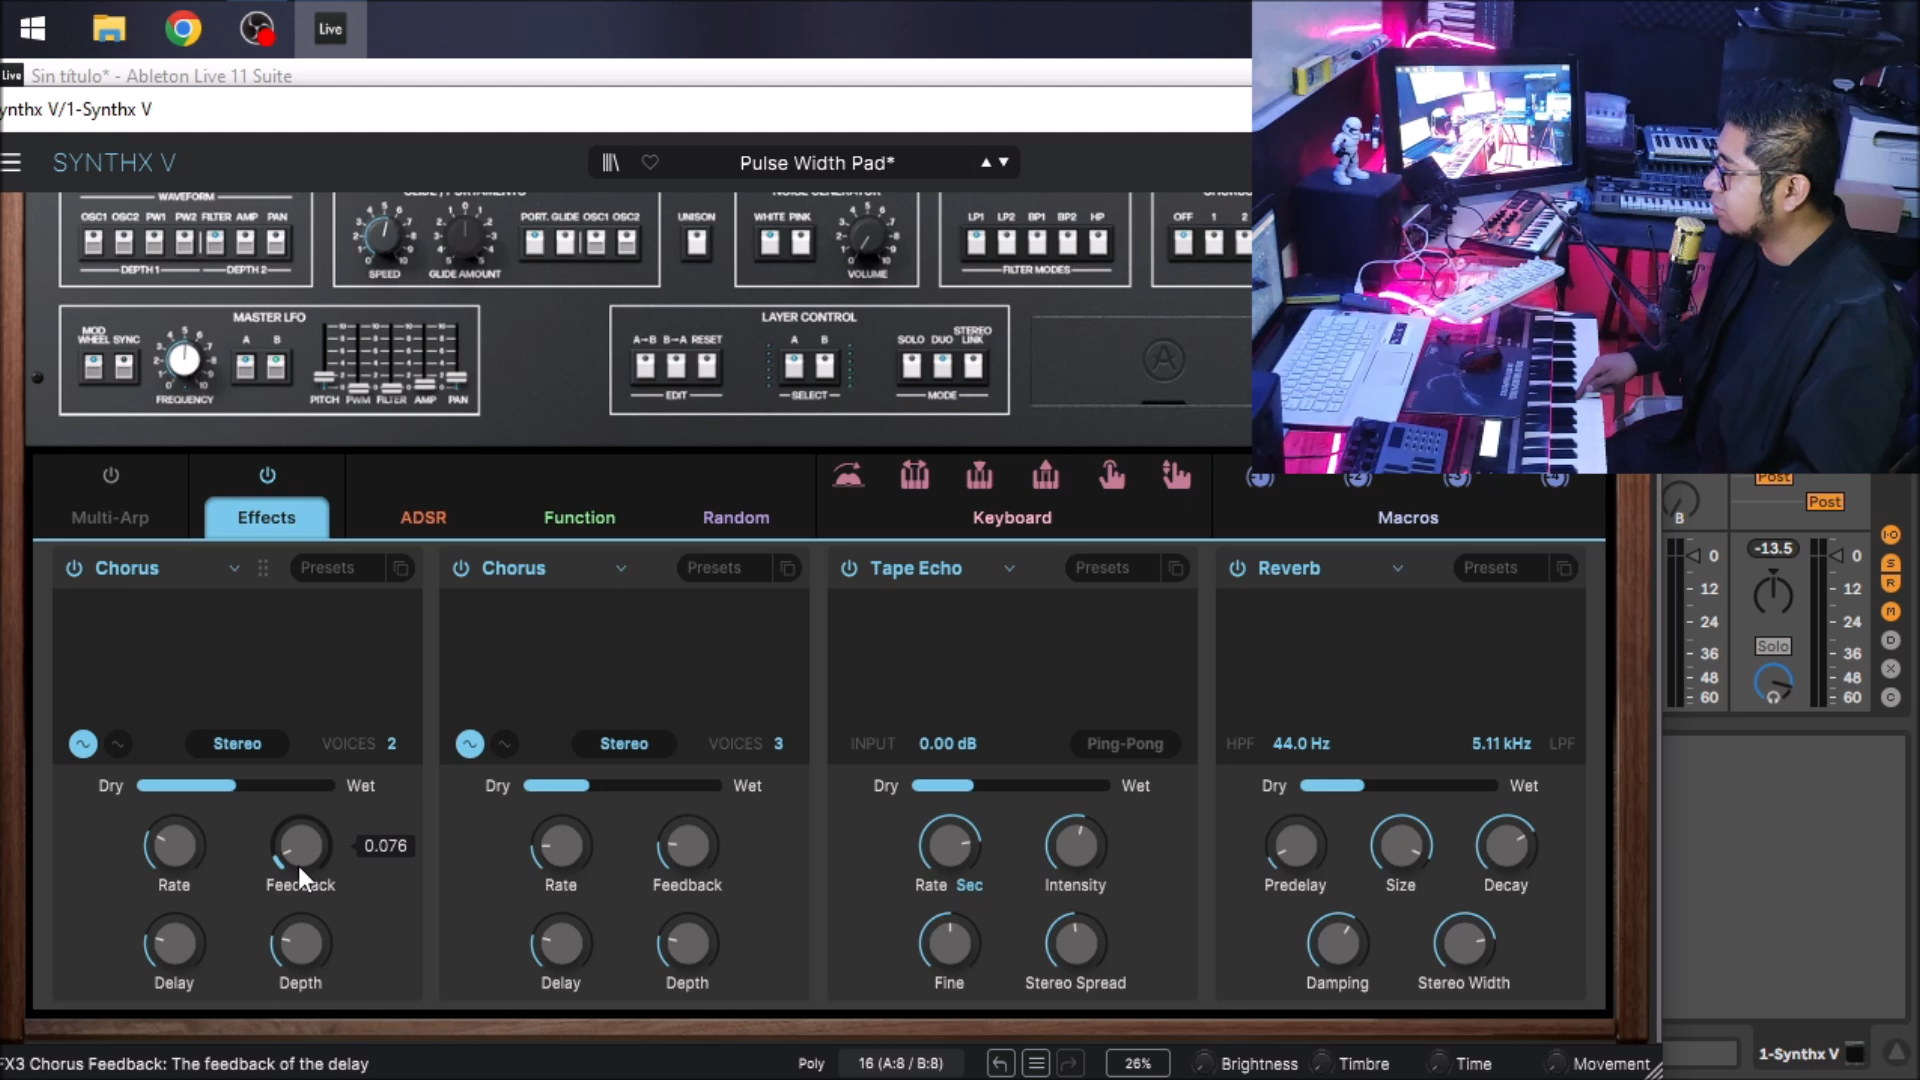 Live
Live Sin título* - Ableton Live 11 Suite
ynthx V/1-Synthx V
SYNTHX V
Pulse Width Pad*
WAVEFORM
OSC1 OSC2 PW1 PW2 FILTER AMP PAN
DEPTH 1 DEPTH 2
SPEED GLIDE AMOUNT
PORT. GLIDE OSC1 OSC2
UNISON
NOISE GENERATOR
WHITE PINK
VOLUME
LP1 LP2 BP1 BP2 HP
FILTER MODES
OFF 1 2
MASTER LFO
MOD WHEEL SYNC
FREQUENCY
A B
PITCH PWM FILTER AMP PAN
LAYER CONTROL
A→B B→A RESET
EDIT
A B
SELECT
SOLO DUO STEREO LINK
MODE
Multi-Arp
Effects
ADSR
Function
Random
Keyboard
Macros
Chorus Presets
Chorus Presets
Tape Echo Presets
Reverb Presets
Stereo VOICES 2
Stereo VOICES 3
INPUT 0.00 dB Ping-Pong
HPF 44.0 Hz 5.11 kHz LPF
Dry Wet
Dry Wet
Dry Wet
Dry Wet
0.076
Rate Feedback
Rate Feedback
Rate Sec Intensity
Predelay Size Decay
Delay Depth
Delay Depth
Fine Stereo Spread
Damping Stereo Width
FX3 Chorus Feedback: The feedback of the delay
Poly 16 (A:8 / B:8)
26%
Brightness Timbre Time Movement
Post
Post
B
-13.5
0 0
12 12
24 24
36 36
48 48
60 60
Solo
I·O
S
R
M
D
X
C
1-Synthx V